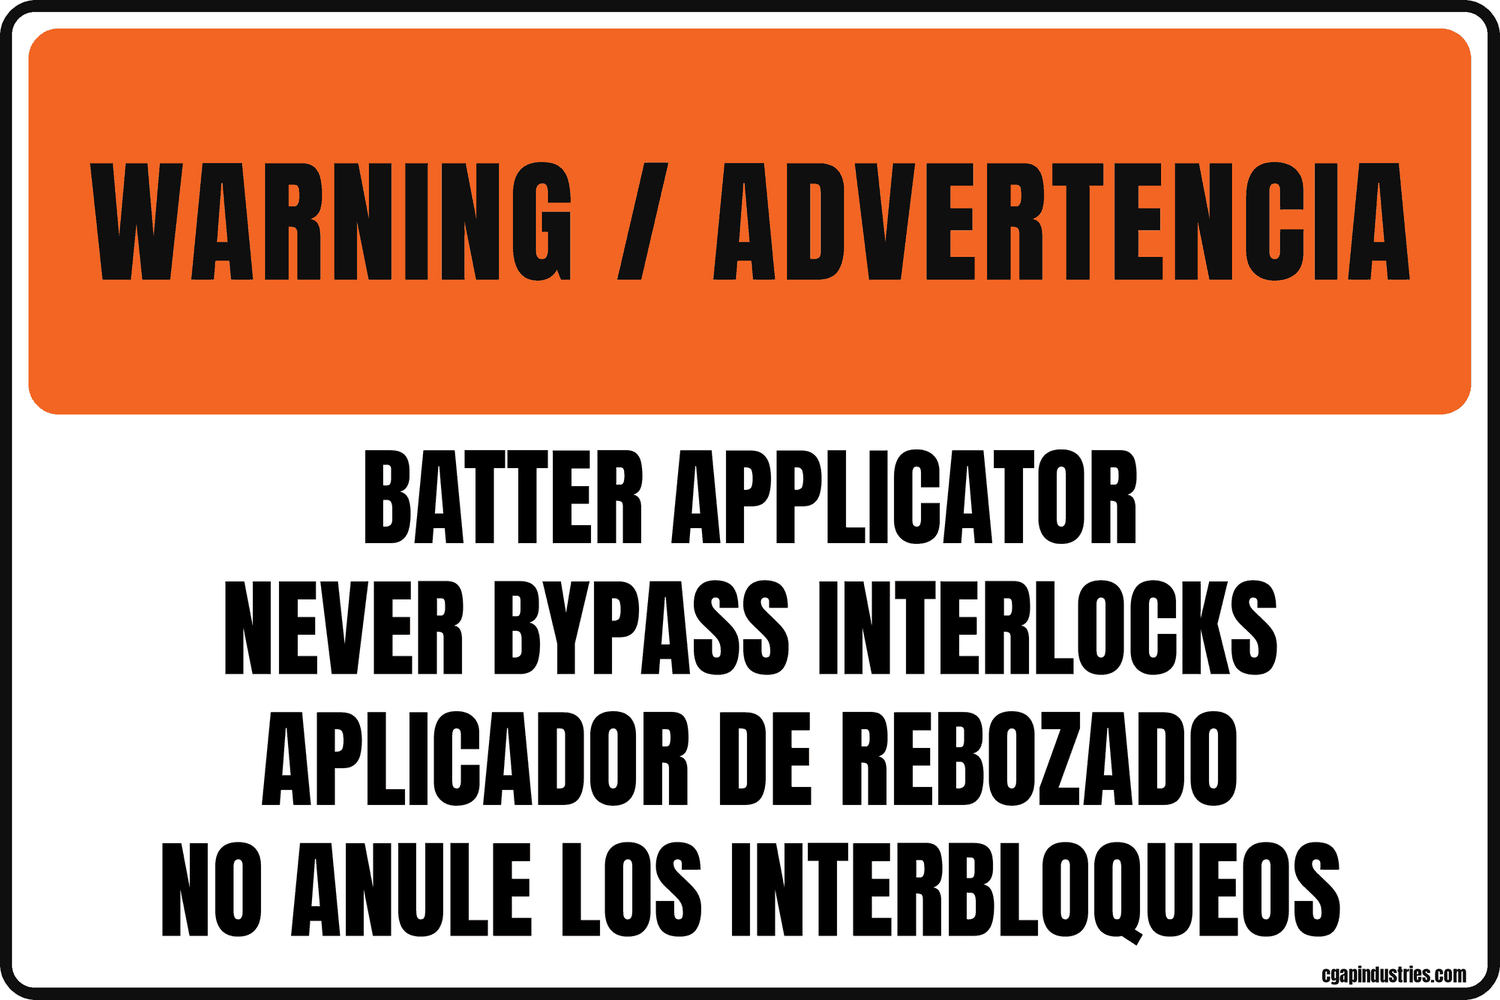 WARNING / ADVERTENCIA
BATTER APPLICATOR
NEVER BYPASS INTERLOCKS
APLICADOR DE REBOZADO
NO ANULE LOS INTERBLOQUEOS
cgapindustries.com